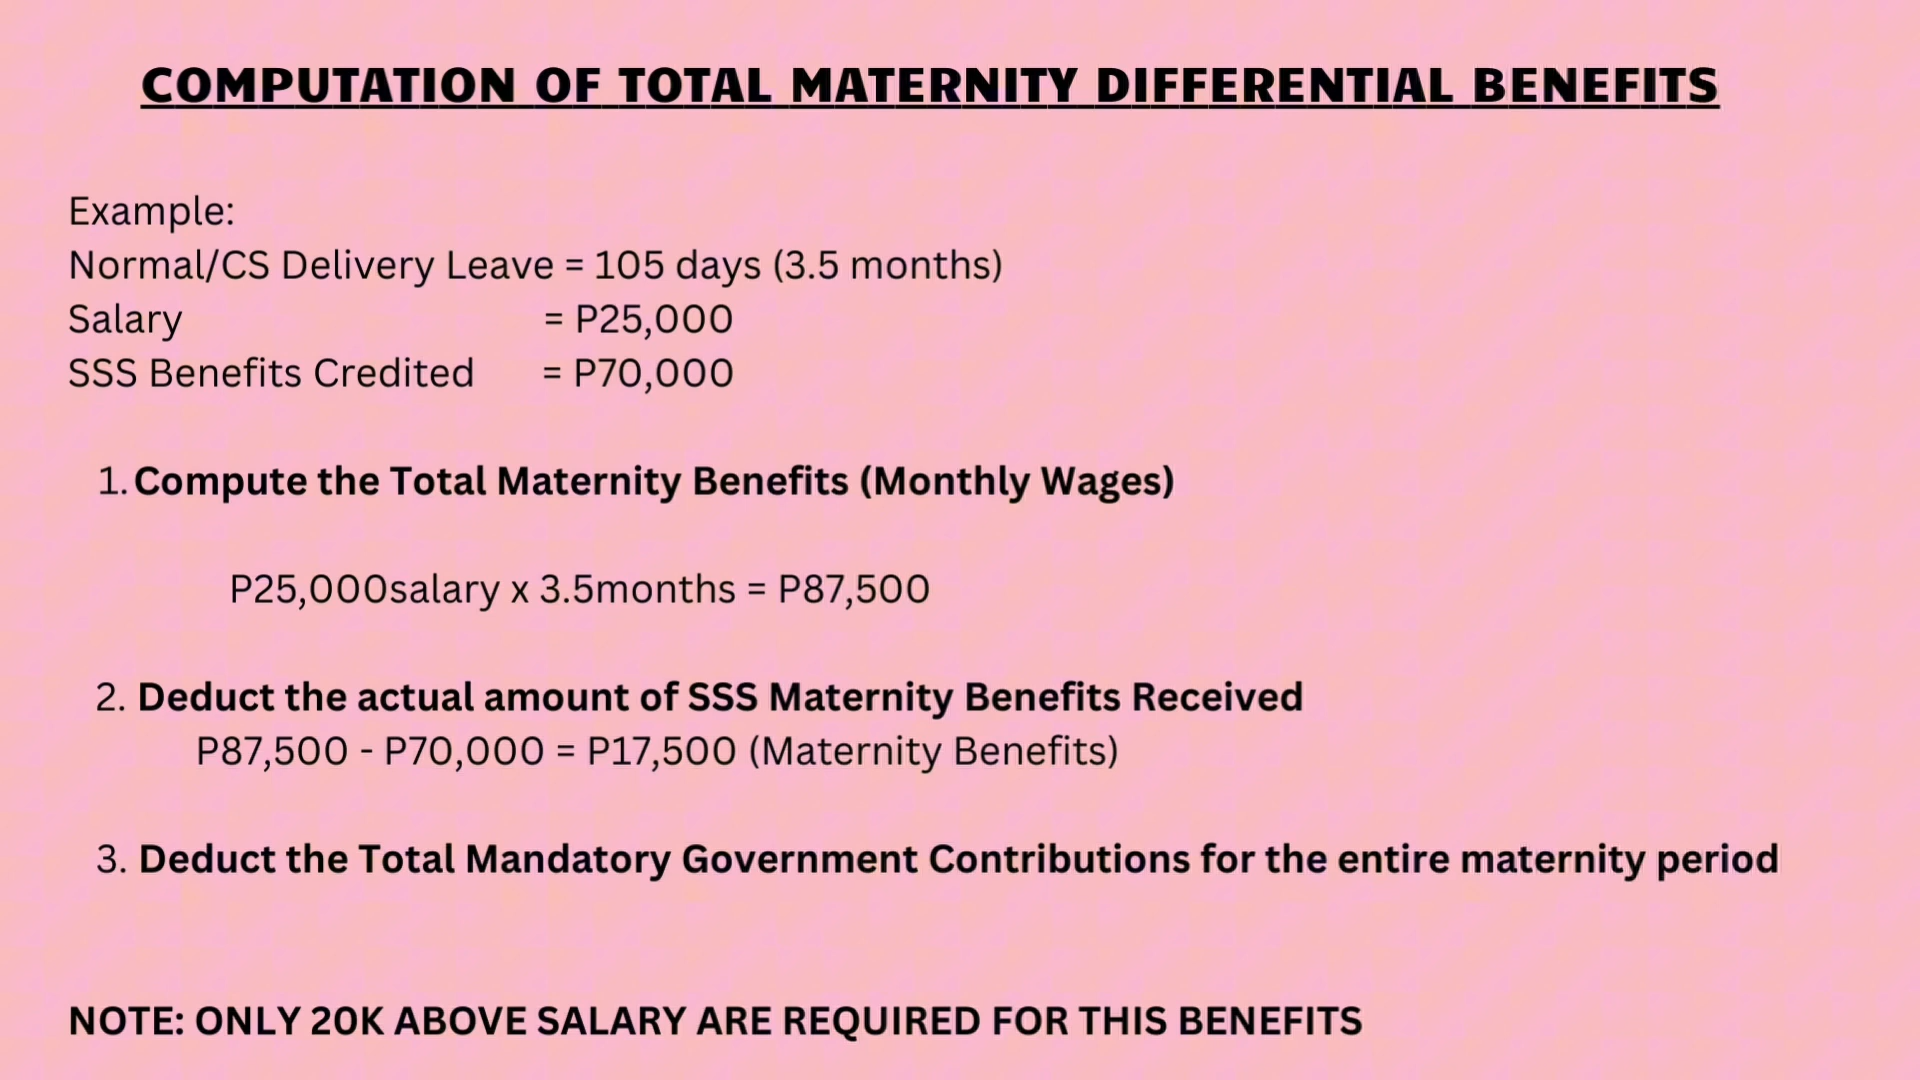 COMPUTATION OF TOTAL MATERNITY DIFFERENTIAL BENEFITS
Example:
Normal/CS Delivery Leave = 105 days (3.5 months)
Salary = P25,000
SSS Benefits Credited = P70,000
1. Compute the Total Maternity Benefits (Monthly Wages)
P25,000salary x 3.5months = P87,500
2. Deduct the actual amount of SSS Maternity Benefits Received
P87,500 - P70,000 = P17,500 (Maternity Benefits)
3. Deduct the Total Mandatory Government Contributions for the entire maternity period
NOTE: ONLY 20K ABOVE SALARY ARE REQUIRED FOR THIS BENEFITS